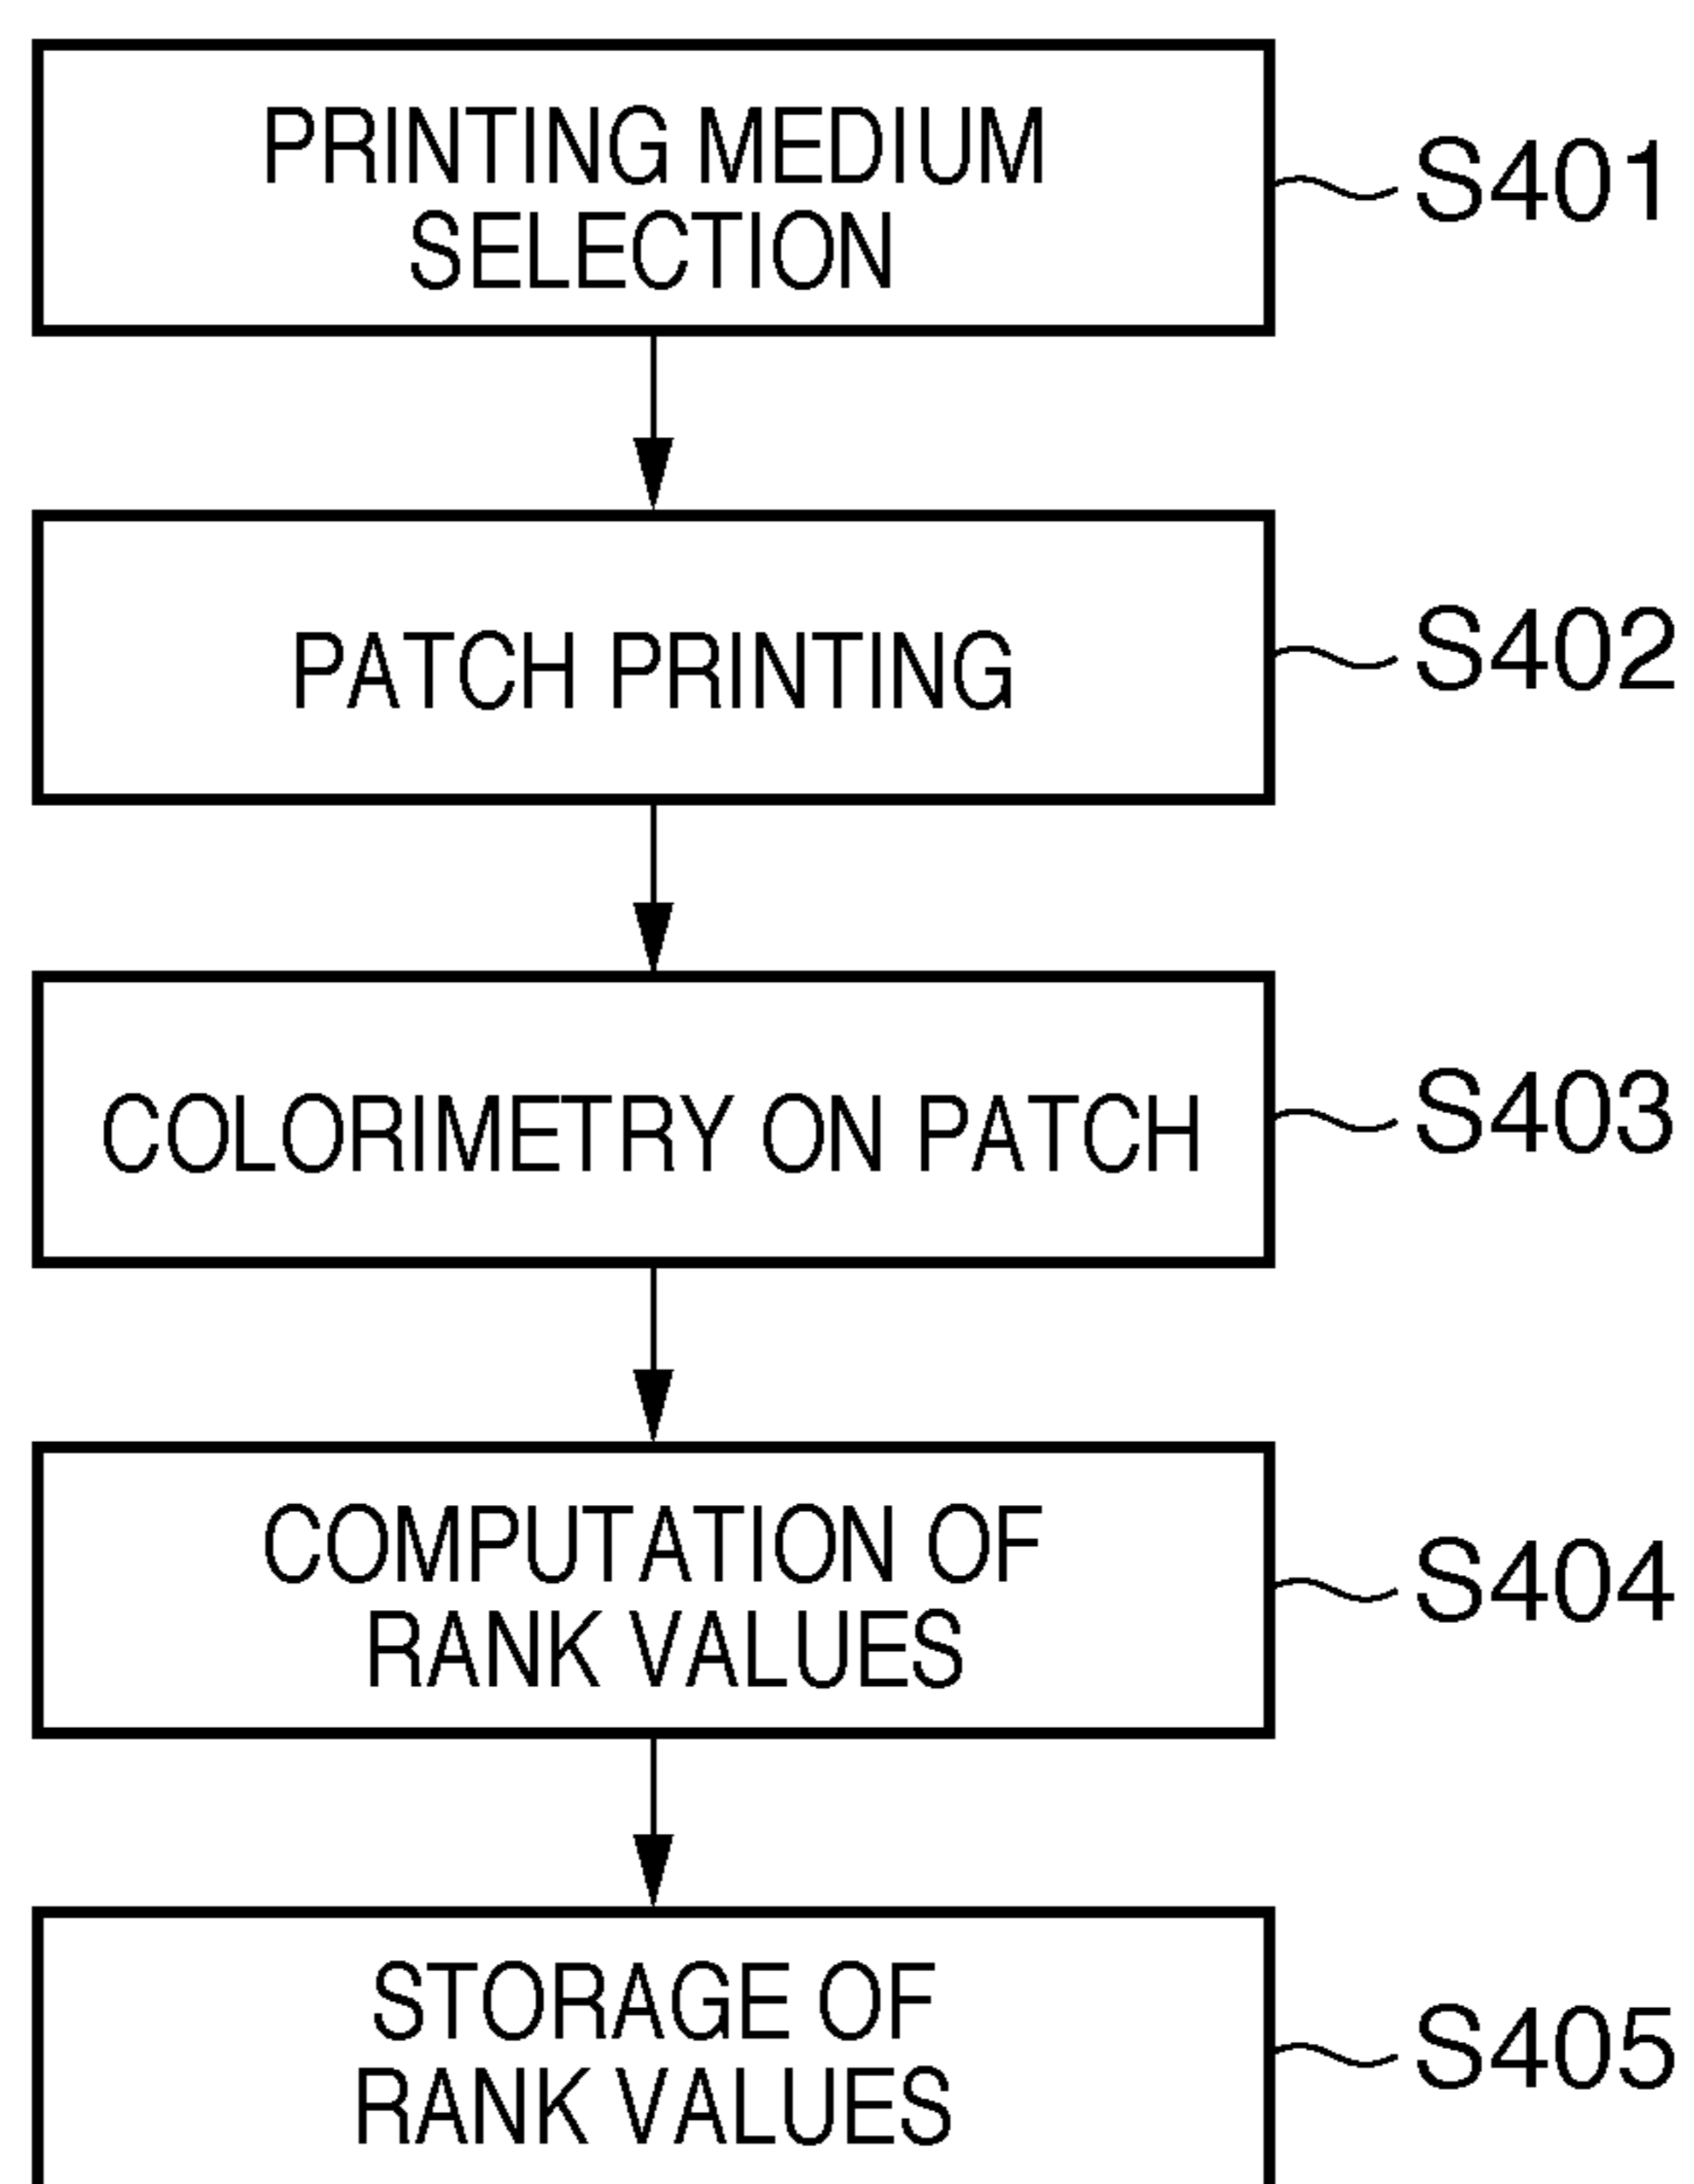 PRINTING MEDIUM
SELECTION
S401
PATCH PRINTING
S402
COLORIMETRY ON PATCH
S403
COMPUTATION OF
RANK VALUES
S404
STORAGE OF
RANK VALUES
S405